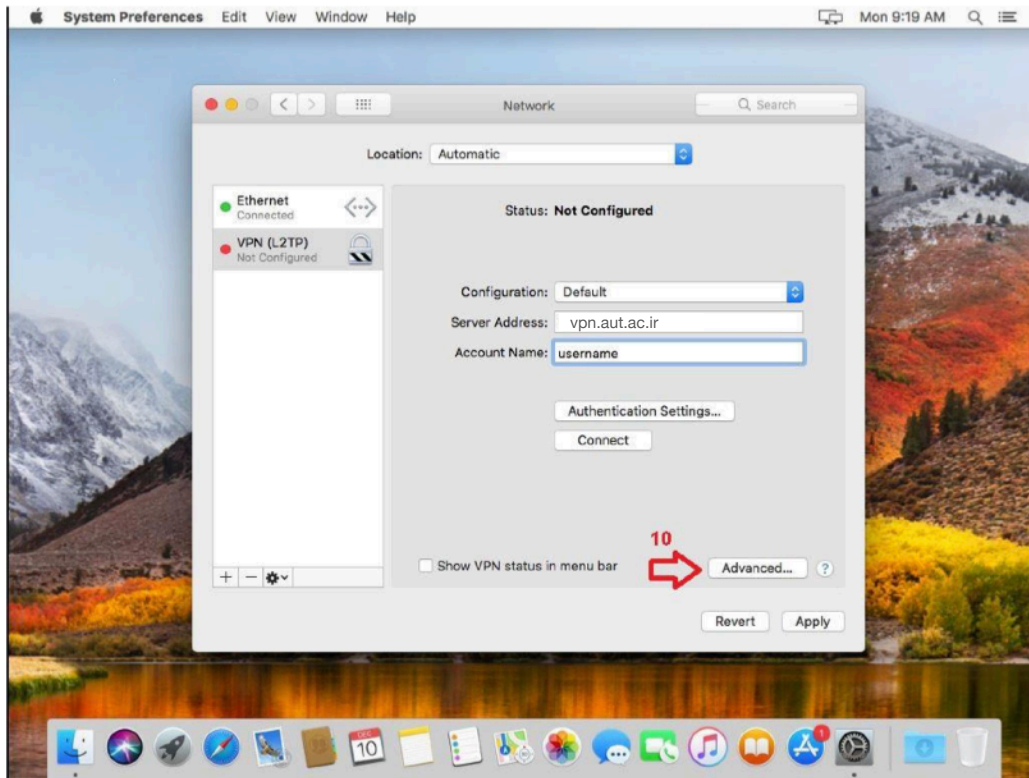 System Preferences Edit View Window Help Mon 9:19 AM
Network
Search
Location: Automatic
Ethernet
Connected
VPN (L2TP)
Not Configured
Status: Not Configured
Configuration: Default
Server Address: vpn.aut.ac.ir
Account Name: username
Authentication Settings...
Connect
10
Show VPN status in menu bar
Advanced... ?
Revert Apply
DEC
10
1